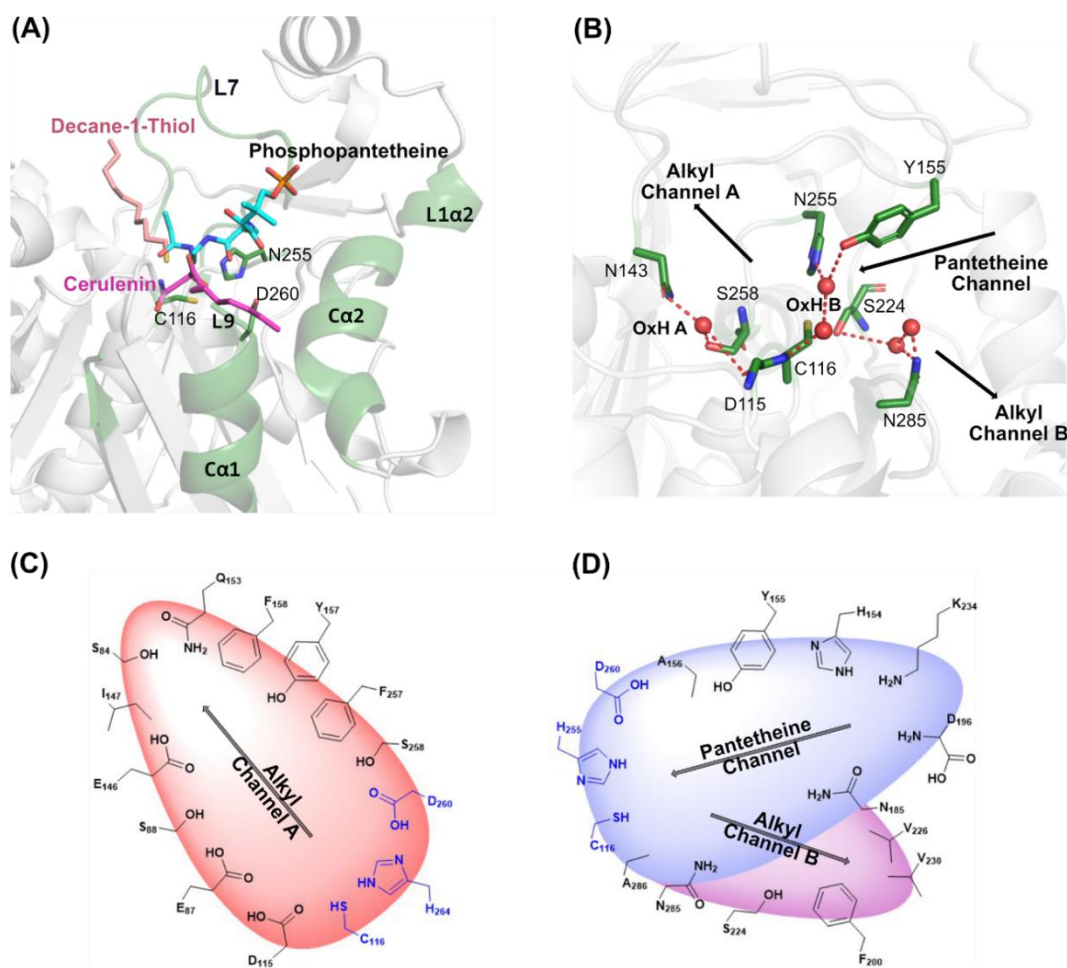 (A)
L7
Decane-1-Thiol
Phosphopantetheine
L1α2
N255
Cerulenin
D260
C116
L9
Cα2
Cα1
(B)
Alkyl
Channel A
N255
Y155
N143
Pantetheine
Channel
S258
OxH B
S224
OxH A
C116
D115
N285
Alkyl
Channel B
(C)
Q153
O
NH2
F158
Y157
S84
OH
HO
F257
I147
S258
HO
HO
O
E146
Alkyl
Channel A
O
OH
D260
S88
OH
HO
O
E87
N
HN
H264
HS
C116
O
OH
D115
(D)
Y155
H154
K234
A156
D260
O
OH
HO
N
NH
H2N
H255
N
NH
Pantetheine
Channel
D196
H2N
O
HO
H2N
O
N185
SH
C116
Alkyl
Channel B
V226
V230
A286
NH2
N285
O
OH
S224
F200